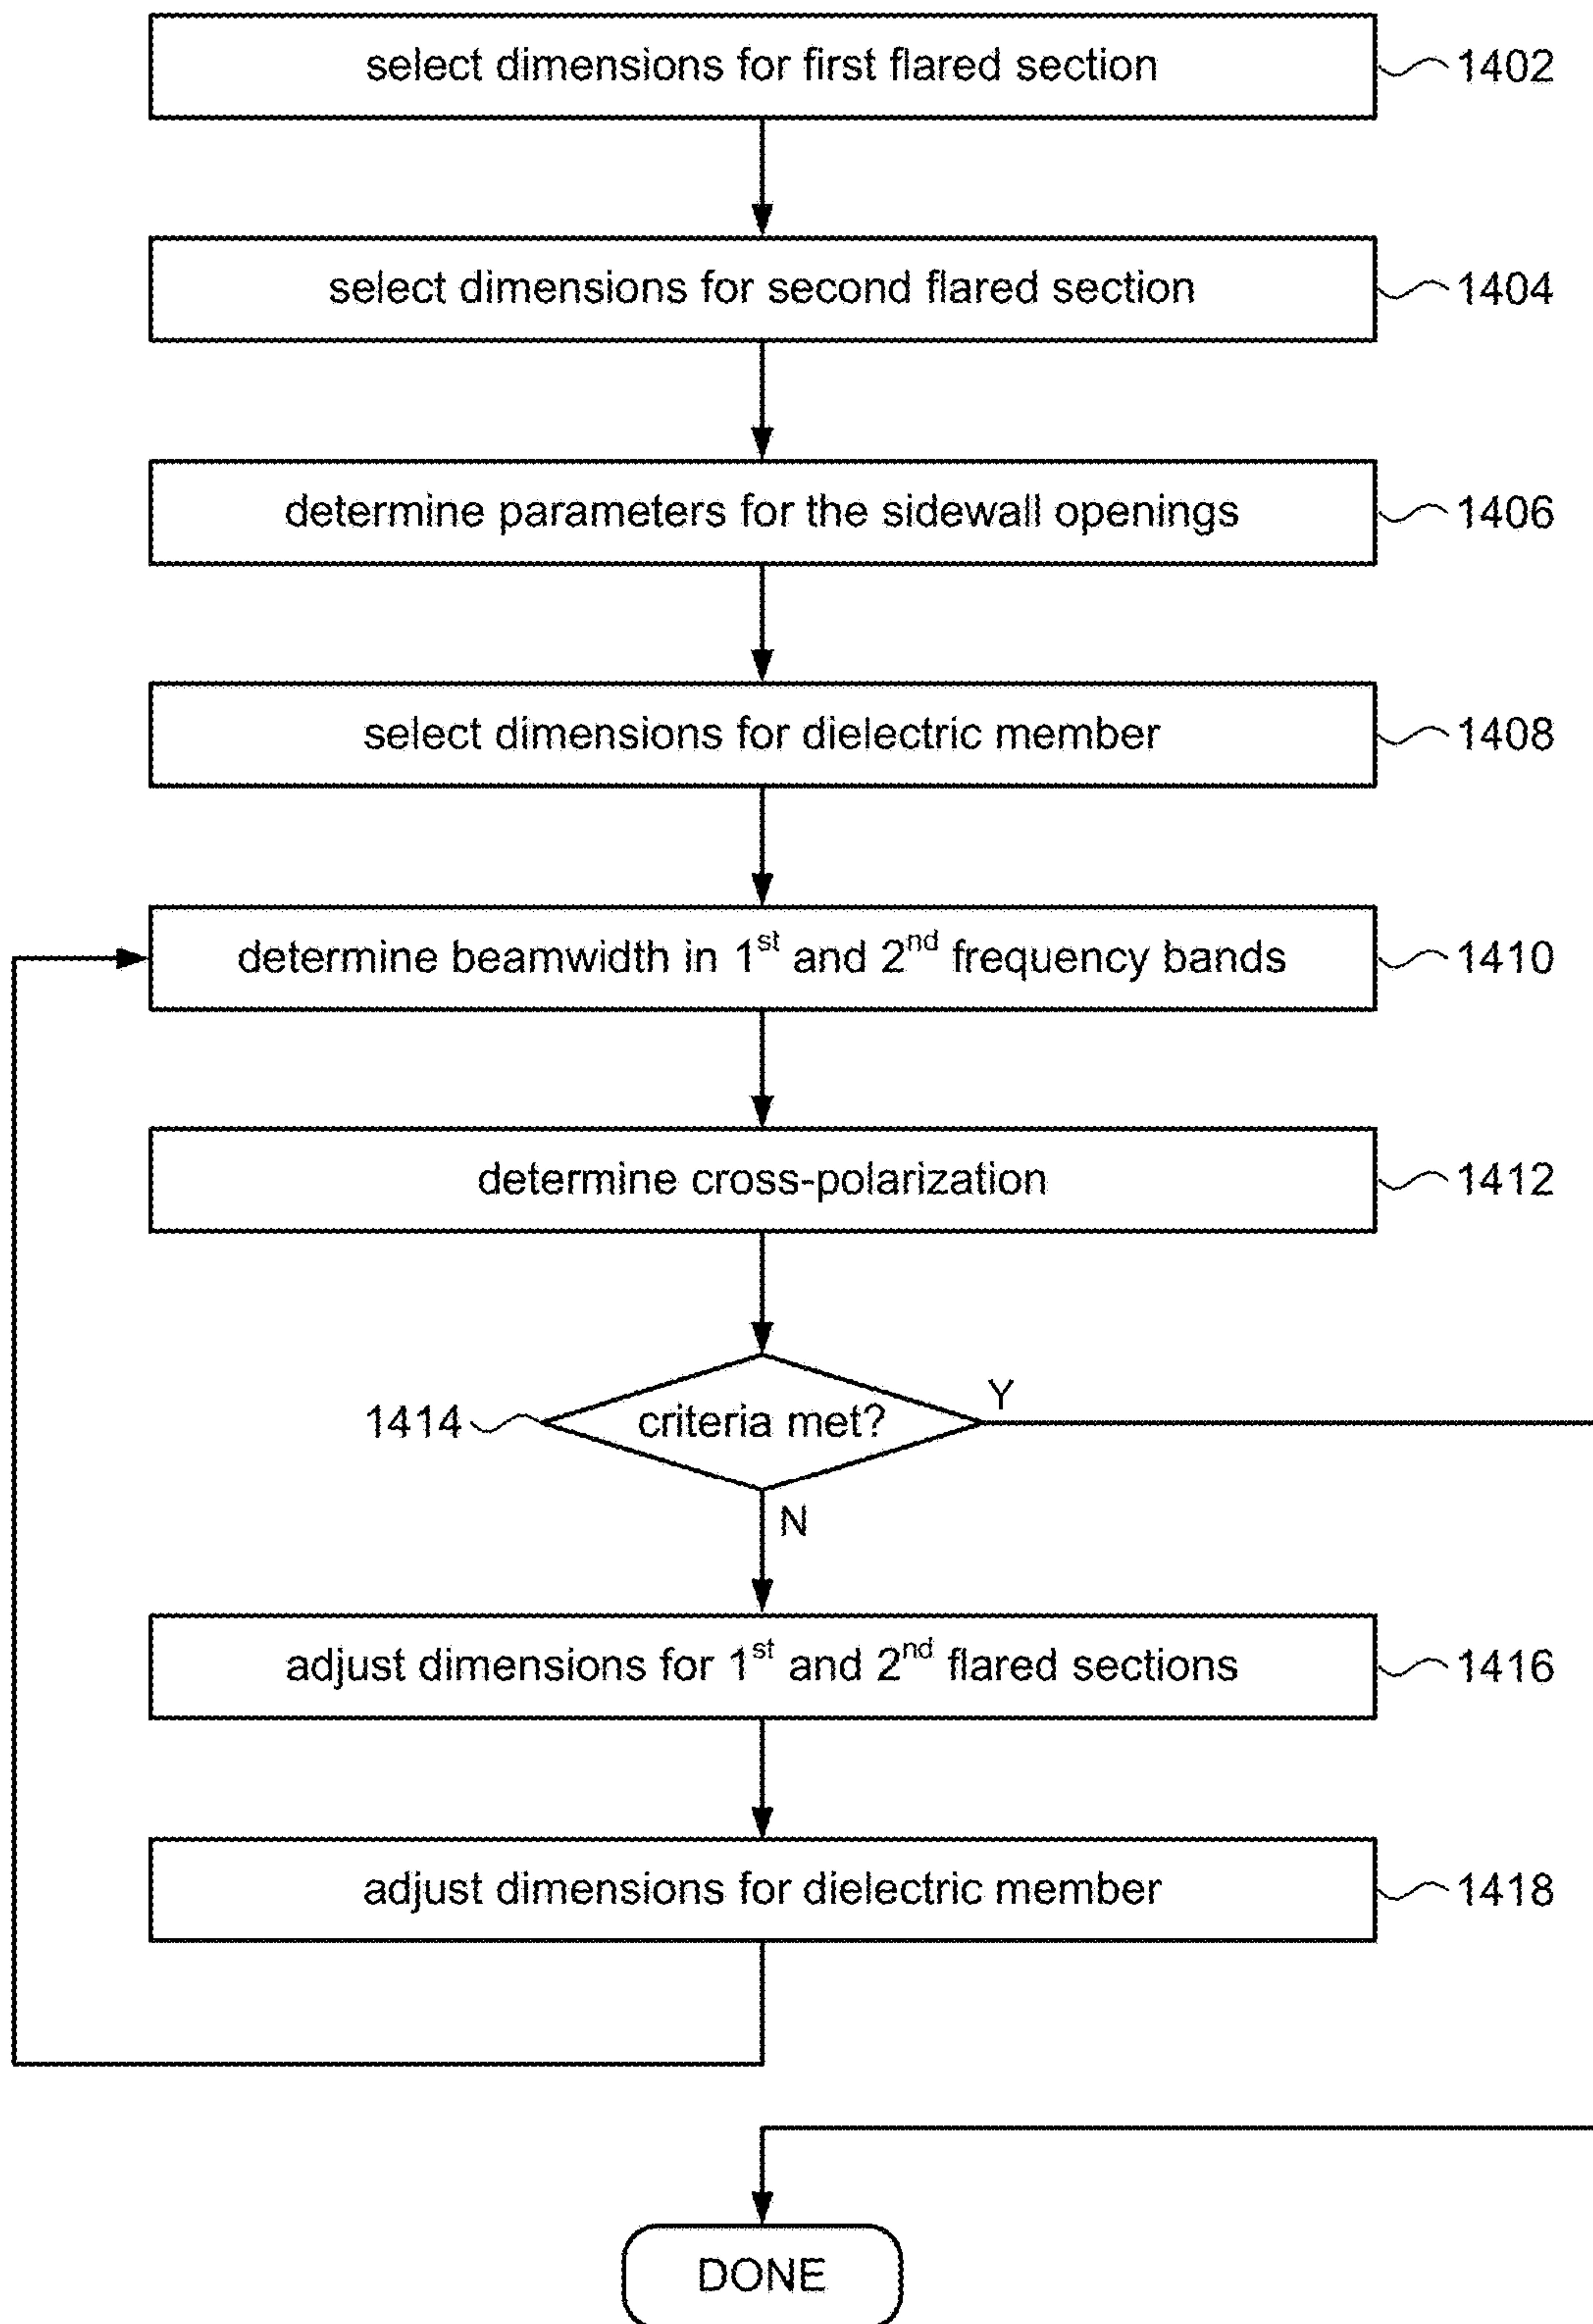 select dimensions for first flared section 1402
select dimensions for second flared section 1404
determine parameters for the sidewall openings 1406
select dimensions for dielectric member 1408
determine beamwidth in 1st and 2nd frequency bands 1410
determine cross-polarization 1412
1414 criteria met? Y
N
adjust dimensions for 1st and 2nd flared sections 1416
adjust dimensions for dielectric member 1418
DONE